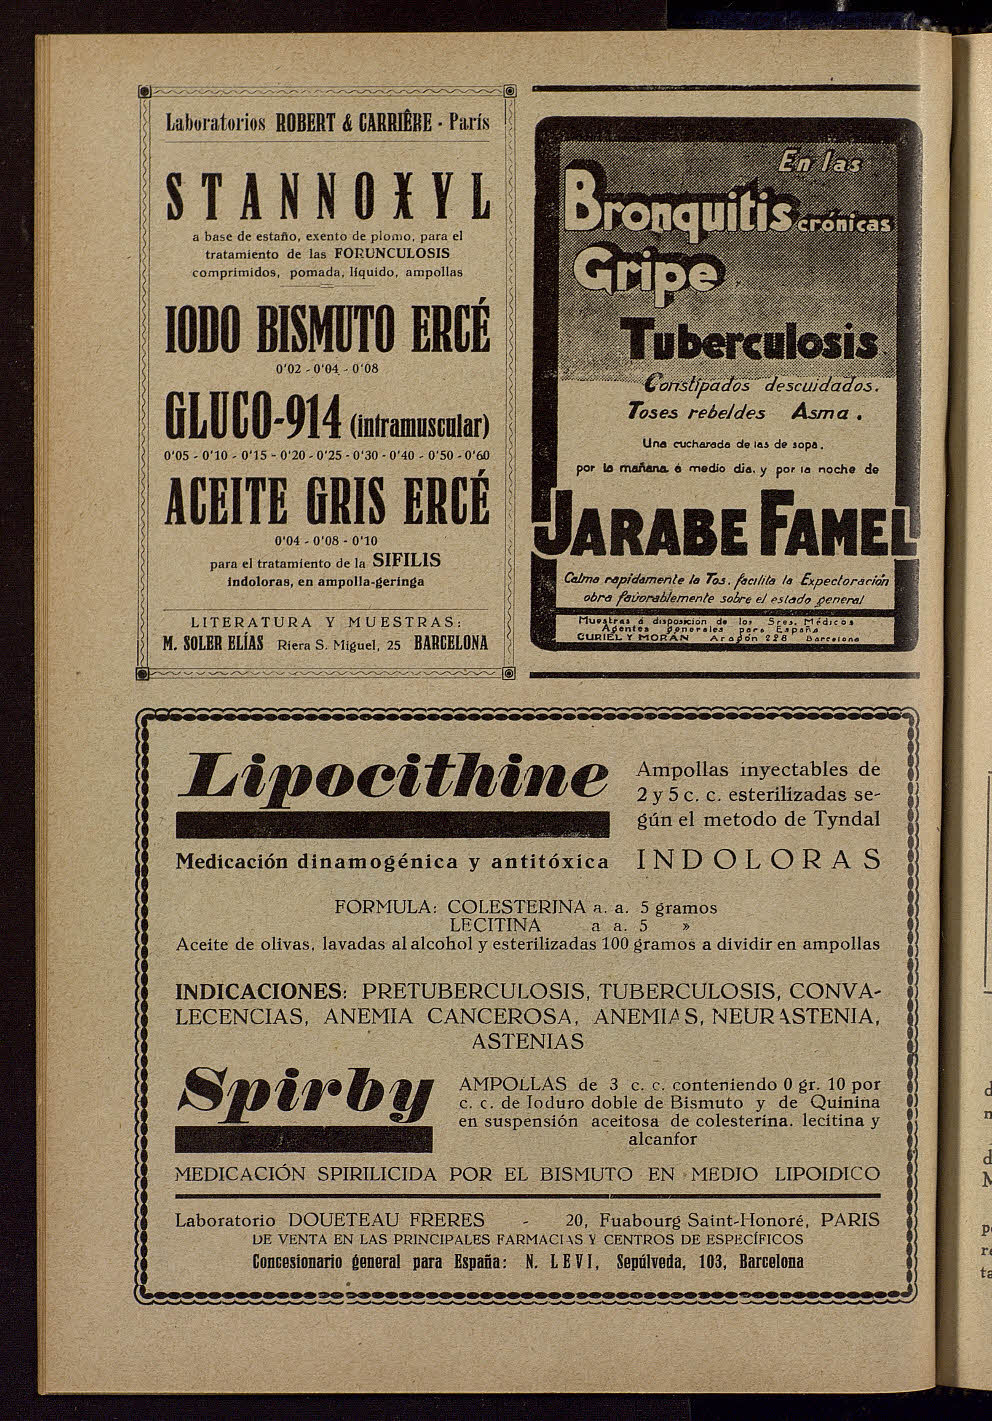 Laboratorios ROBERT & CARRIÊRE - París
STANNOXYL
a base de estaño, exento de plomo, para el
tratamiento de las FORUNCULOSIS
comprimidos, pomada, líquido, ampollas
IODO BISMUTO ERCÉ
0'02 - 0'04 - 0'08
GLUCO-914 (intramuscular)
0'05 - 0'10 - 0'15 - 0'20 - 0'25 - 0'30 - 0'40 - 0'50 - 0'60
ACEITE GRIS ERCÉ
0'04 - 0'08 - 0'10
para el tratamiento de la SIFILIS
indoloras, en ampolla-geringa
LITERATURA Y MUESTRAS:
M. SOLER ELÍAS Riera S. Miguel, 25 BARCELONA
En las
Bronquitis crónicas
Gripe
Tuberculosis
Constipados descuidados.
Toses rebeldes Asma.
Una cucharada de las de sopa,
por la mañana á medio dia, y por la noche de
JARABE FAMEL
Calma rapidamente la Tos, facilita la Expectoración
obra favorablemente sobre el estado general
Muestras á disposicion de los Sres. Médicos
Agentes generales para España
CURIEL Y MORÁN Aragón 228 Barcelona
Lipocithine
Ampollas inyectables de
2 y 5 c. c. esterilizadas se-
gún el metodo de Tyndal
Medicación dinamogénica y antitóxica
INDOLORAS
FORMULA: COLESTERINA a. a. 5 gramos
LECITINA a a. 5 »
Aceite de olivas, lavadas al alcohol y esterilizadas 100 gramos a dividir en ampollas
INDICACIONES: PRETUBERCULOSIS, TUBERCULOSIS, CONVA-
LECENCIAS, ANEMIA CANCEROSA, ANEMIAS, NEURASTENIA,
ASTENIAS
Spirby
AMPOLLAS de 3 c. c. conteniendo 0 gr. 10 por
c. c. de Ioduro doble de Bismuto y de Quinina
en suspensión aceitosa de colesterina. lecitina y
alcanfor
MEDICACIÓN SPIRILICIDA POR EL BISMUTO EN MEDIO LIPOIDICO
Laboratorio DOUETEAU FRERES - 20, Fuabourg Saint-Honoré, PARIS
DE VENTA EN LAS PRINCIPALES FARMACIAS Y CENTROS DE ESPECÍFICOS
Concesionario general para España: N. LEVI, Sepúlveda, 103, Barcelona